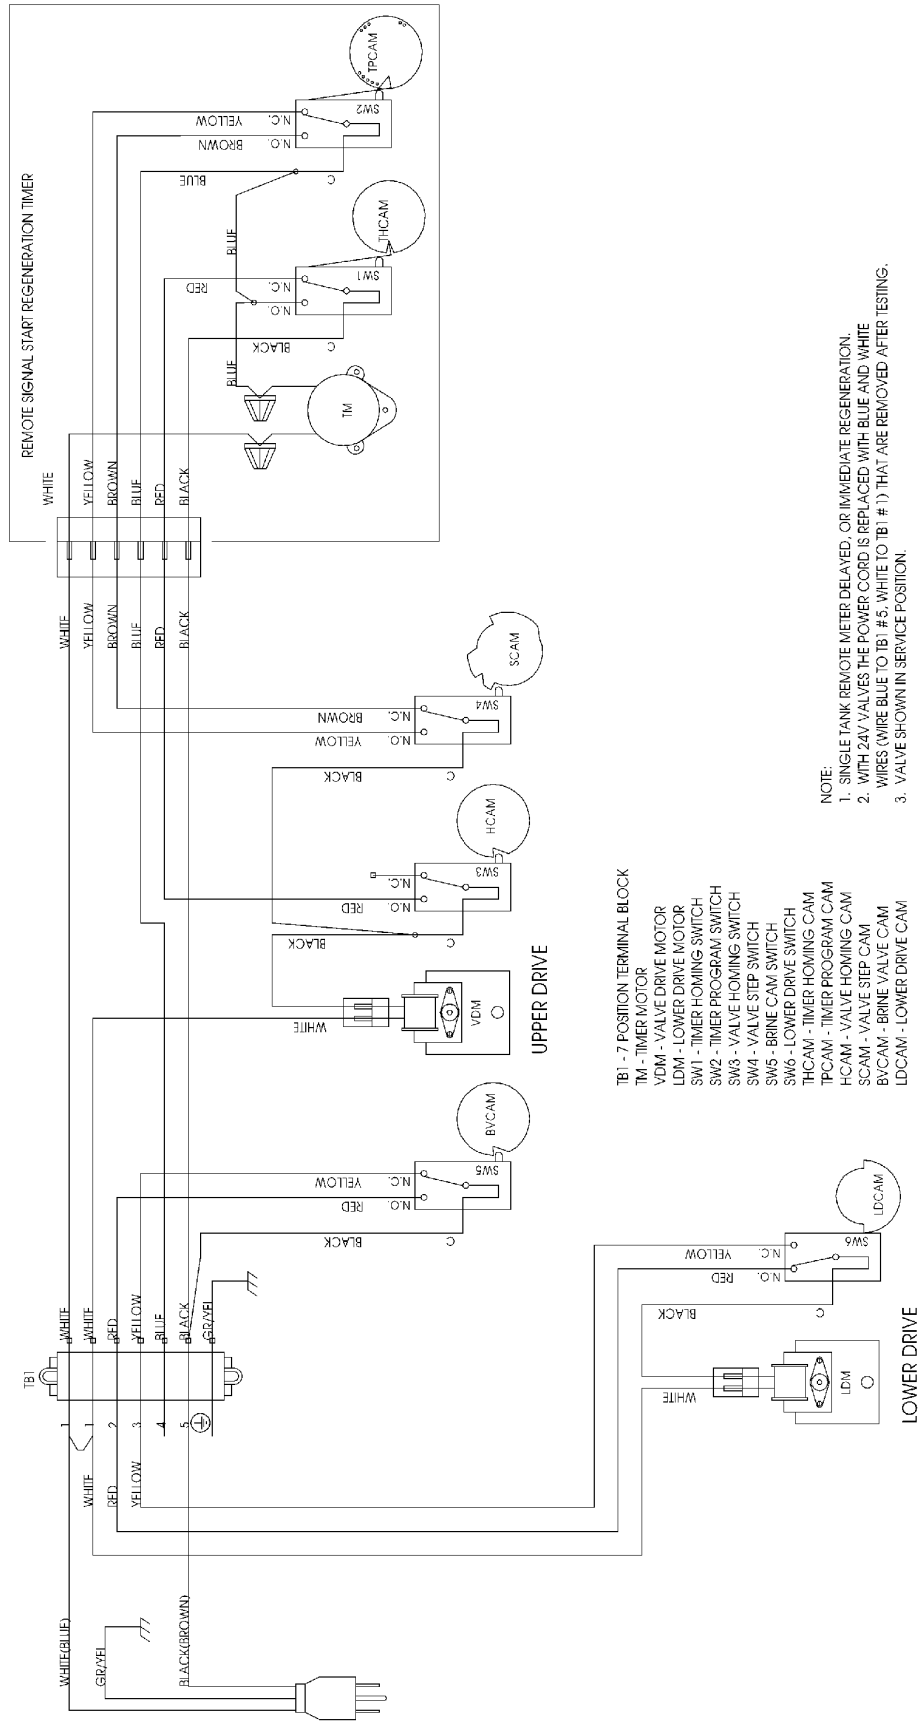 REMOTE SIGNAL START REGENERATION TIMER
TPCAM
SW2
N.C.
YELLOW
N.O.
BROWN
C
BLUE
THCAM
SW1
N.C.
RED
N.O.
BLUE
C
BLACK
BLUE
TM
WHITE
YELLOW
BROWN
BLUE
RED
BLACK
WHITE
YELLOW
BROWN
BLUE
RED
BLACK
SCAM
SW4
N.C.
BROWN
N.O.
YELLOW
C
BLACK
HCAM
SW3
N.C.
N.O.
RED
C
BLACK
VDM
WHITE
UPPER DRIVE
BVCAM
SW5
N.C.
YELLOW
N.O.
RED
C
BLACK
TB1
WHITE
WHITE
RED
YELLOW
BLUE
BLACK
GR/YEL
1
1
2
3
4
5
WHITE
RED
YELLOW
WHITE(BLUE)
GR/YEL
BLACK(BROWN)
LDCAM
SW6
N.C.
YELLOW
N.O.
RED
C
BLACK
LDM
WHITE
LOWER DRIVE
TB1 - 7 POSITION TERMINAL BLOCK
TM - TIMER MOTOR
VDM - VALVE DRIVE MOTOR
LDM - LOWER DRIVE MOTOR
SW1 - TIMER HOMING SWITCH
SW2 - TIMER PROGRAM SWITCH
SW3 - VALVE HOMING SWITCH
SW4 - VALVE STEP SWITCH
SW5 - BRINE CAM SWITCH
SW6 - LOWER DRIVE SWITCH
THCAM - TIMER HOMING CAM
TPCAM - TIMER PROGRAM CAM
HCAM - VALVE HOMING CAM
SCAM - VALVE STEP CAM
BVCAM - BRINE VALVE CAM
LDCAM - LOWER DRIVE CAM
NOTE:
1. SINGLE TANK REMOTE METER DELAYED, OR IMMEDIATE REGENERATION.
2. WITH 24V VALVES THE POWER CORD IS REPLACED WITH BLUE AND WHITE
WIRES (WIRE BLUE TO TB1 #5, WHITE TO TB1 #1) THAT ARE REMOVED AFTER TESTING.
3. VALVE SHOWN IN SERVICE POSITION.